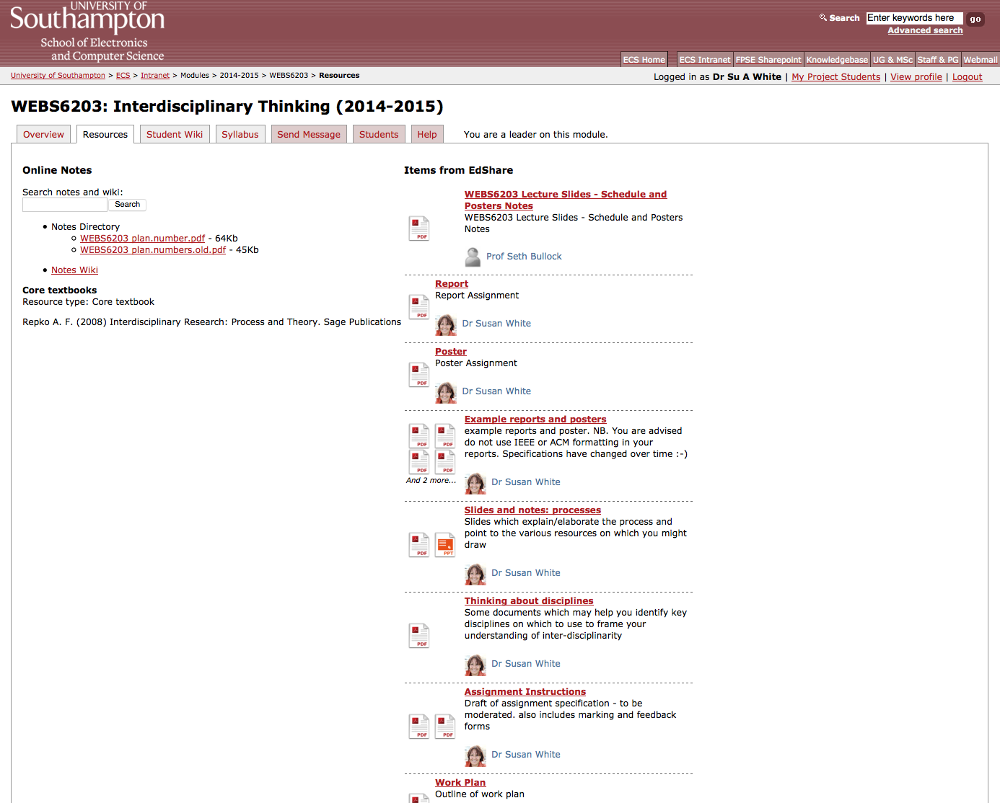 UNIVERSITY OF
Southampton
School of Electronics
and Computer Science
Search Enter keywords here go
Advanced search
ECS Home ECS Intranet FPSE Sharepoint Knowledgebase UG & MSc Staff & PG Webmail
University of Southampton > ECS > Intranet > Modules > 2014-2015 > WEBS6203 > Resources
Logged in as Dr Su A White | My Project Students | View profile | Logout
WEBS6203: Interdisciplinary Thinking (2014-2015)
Overview Resources Student Wiki Syllabus Send Message Students Help You are a leader on this module.
Online Notes
Search notes and wiki:
Search
• Notes Directory
WEBS6203 plan.number.pdf - 64Kb
WEBS6203 plan.numbers.old.pdf - 45Kb
• Notes Wiki
Core textbooks
Resource type: Core textbook
Repko A. F. (2008) Interdisciplinary Research: Process and Theory. Sage Publications
Items from EdShare
WEBS6203 Lecture Slides - Schedule and
Posters Notes
WEBS6203 Lecture Slides - Schedule and Posters
Notes
PDF
Prof Seth Bullock
Report
Report Assignment
PDF
Dr Susan White
Poster
Poster Assignment
PDF
Dr Susan White
Example reports and posters
example reports and poster. NB. You are advised
do not use IEEE or ACM formatting in your
reports. Specifications have changed over time :-)
PDF PDF
PDF PDF
And 2 more...
Dr Susan White
Slides and notes: processes
Slides which explain/elaborate the process and
point to the various resources on which you might
draw
PDF PPT
Dr Susan White
Thinking about disciplines
Some documents which may help you identify key
disciplines on which to use to frame your
understanding of inter-disciplinarity
PDF
Dr Susan White
Assignment Instructions
Draft of assignment specification - to be
moderated. also includes marking and feedback
forms
PDF PDF
Dr Susan White
Work Plan
Outline of work plan